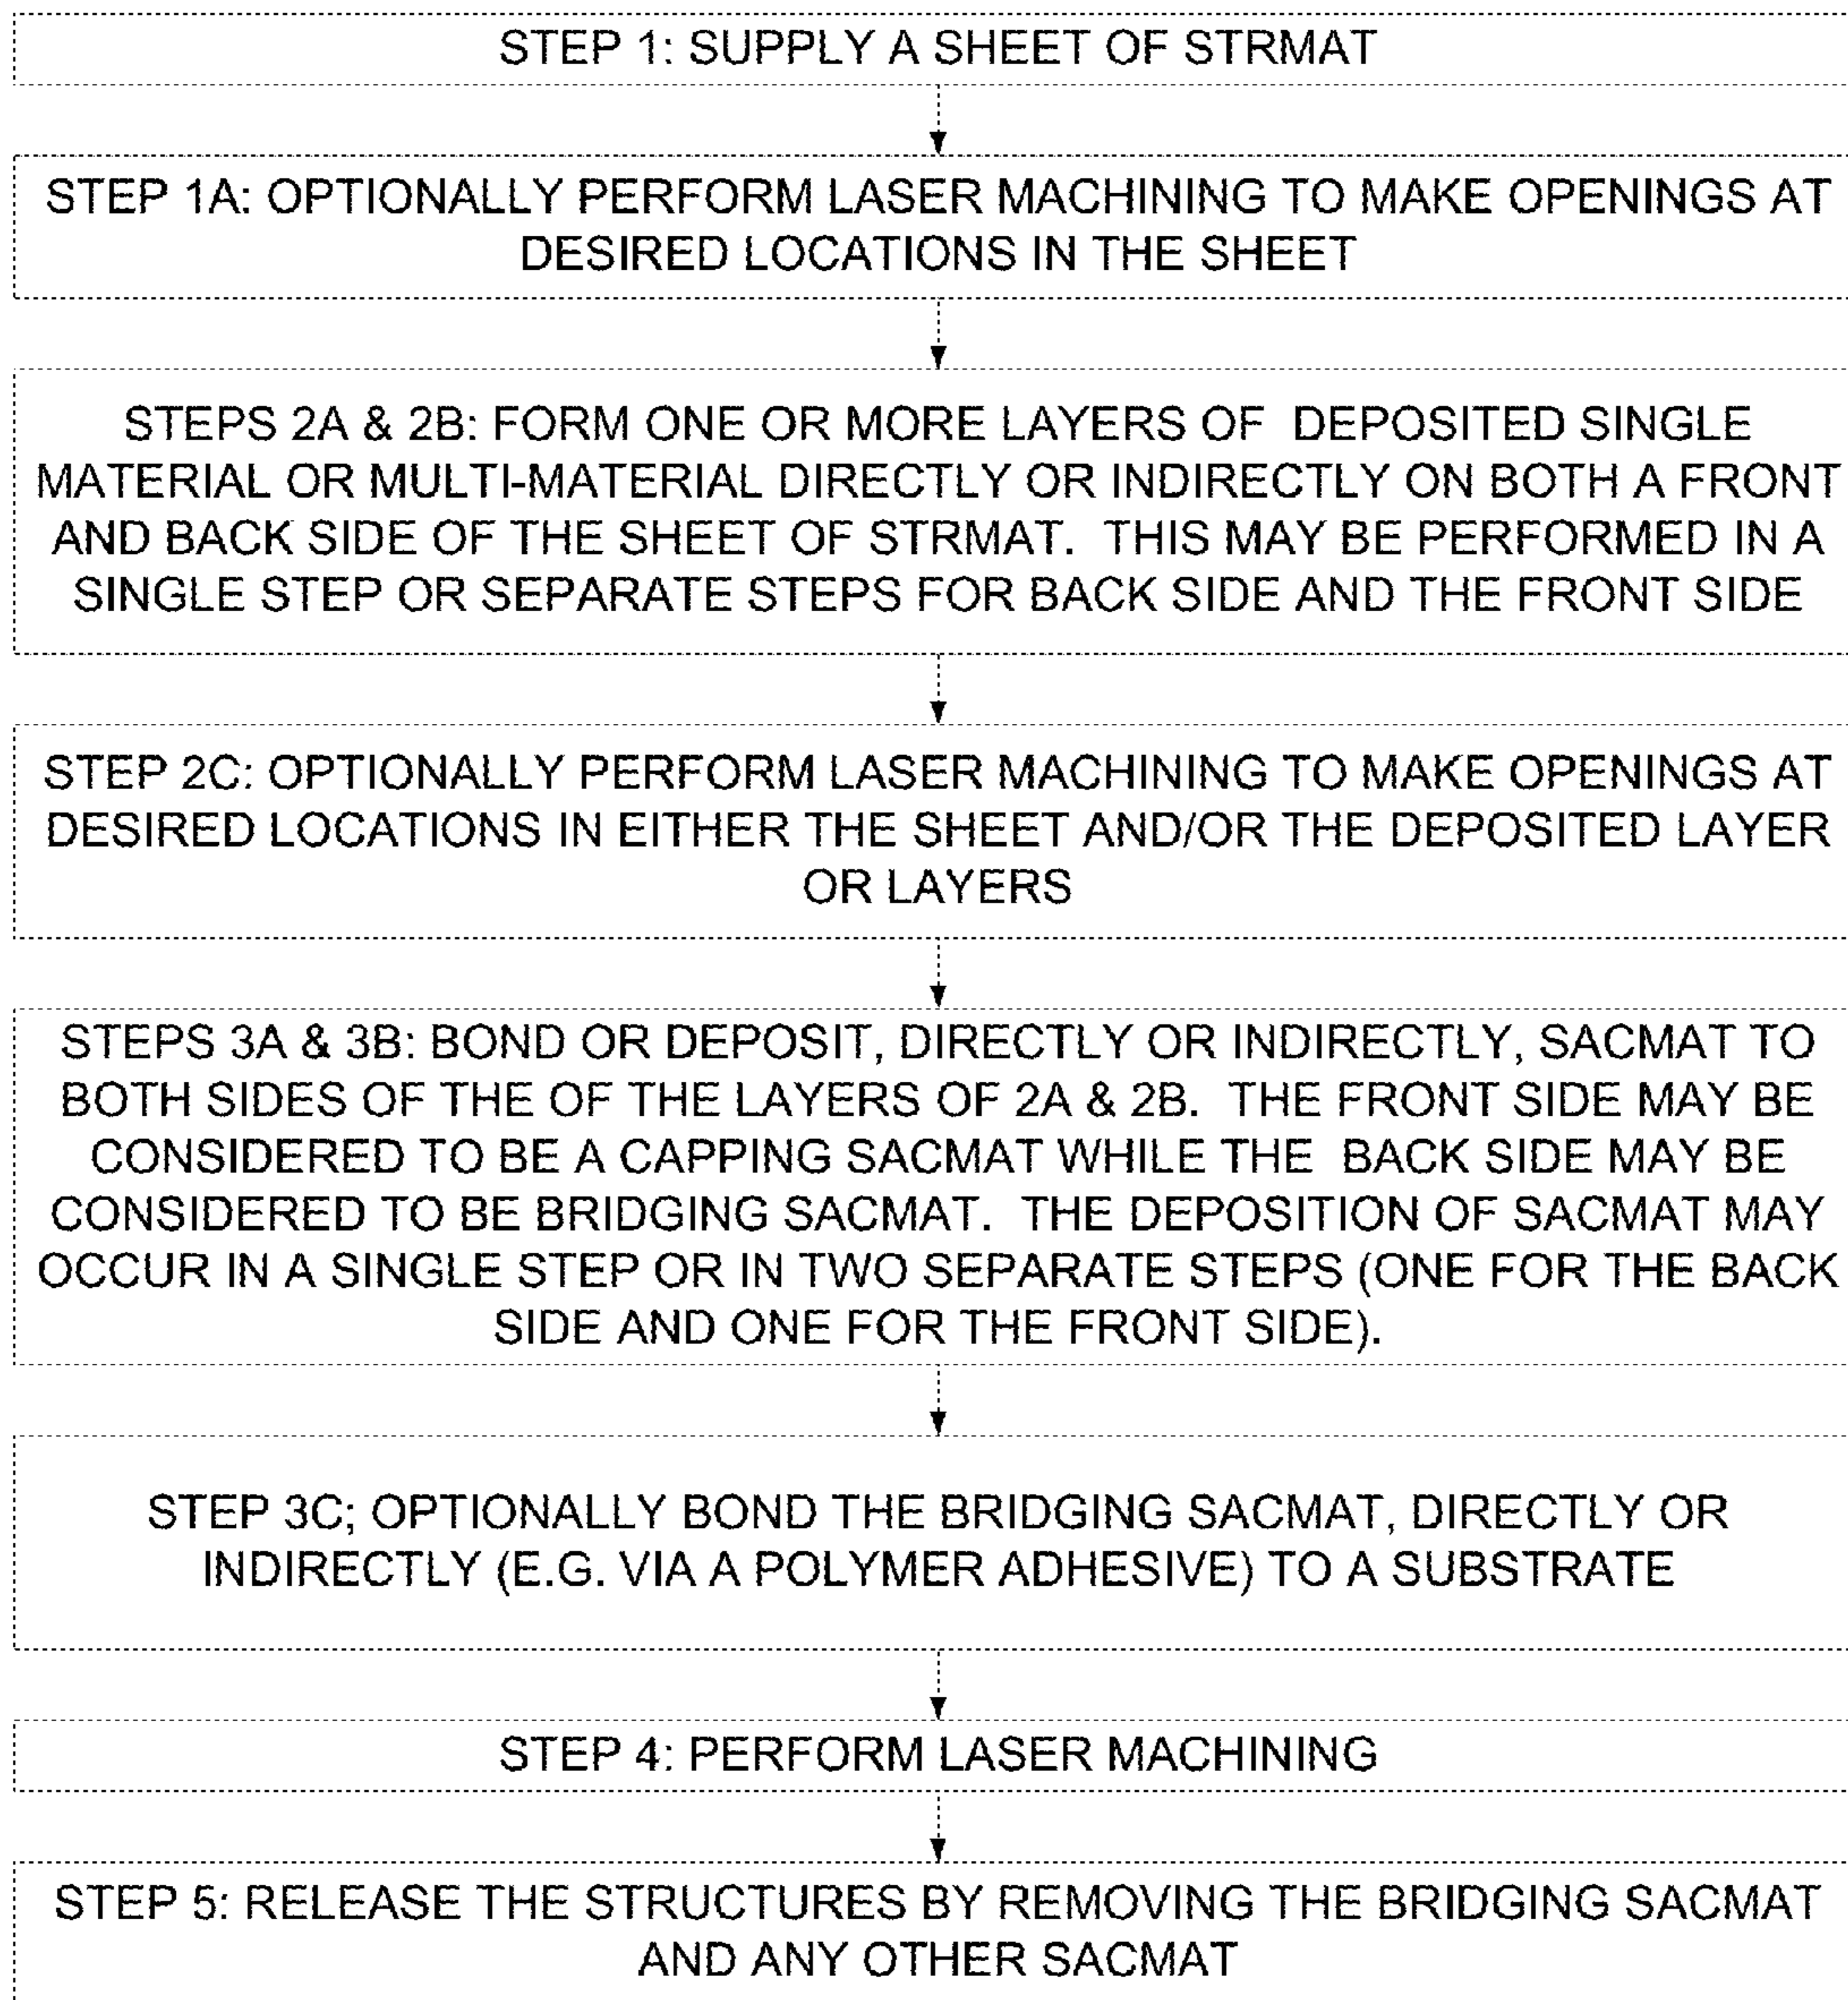 STEP 1: SUPPLY A SHEET OF STRMAT
STEP 1A: OPTIONALLY PERFORM LASER MACHINING TO MAKE OPENINGS AT
DESIRED LOCATIONS IN THE SHEET
STEPS 2A & 2B: FORM ONE OR MORE LAYERS OF DEPOSITED SINGLE
MATERIAL OR MULTI-MATERIAL DIRECTLY OR INDIRECTLY ON BOTH A FRONT
AND BACK SIDE OF THE SHEET OF STRMAT. THIS MAY BE PERFORMED IN A
SINGLE STEP OR SEPARATE STEPS FOR BACK SIDE AND THE FRONT SIDE
STEP 2C: OPTIONALLY PERFORM LASER MACHINING TO MAKE OPENINGS AT
DESIRED LOCATIONS IN EITHER THE SHEET AND/OR THE DEPOSITED LAYER
OR LAYERS
STEPS 3A & 3B: BOND OR DEPOSIT, DIRECTLY OR INDIRECTLY, SACMAT TO
BOTH SIDES OF THE OF THE LAYERS OF 2A & 2B. THE FRONT SIDE MAY BE
CONSIDERED TO BE A CAPPING SACMAT WHILE THE BACK SIDE MAY BE
CONSIDERED TO BE BRIDGING SACMAT. THE DEPOSITION OF SACMAT MAY
OCCUR IN A SINGLE STEP OR IN TWO SEPARATE STEPS (ONE FOR THE BACK
SIDE AND ONE FOR THE FRONT SIDE).
STEP 3C; OPTIONALLY BOND THE BRIDGING SACMAT, DIRECTLY OR
INDIRECTLY (E.G. VIA A POLYMER ADHESIVE) TO A SUBSTRATE
STEP 4: PERFORM LASER MACHINING
STEP 5: RELEASE THE STRUCTURES BY REMOVING THE BRIDGING SACMAT
AND ANY OTHER SACMAT